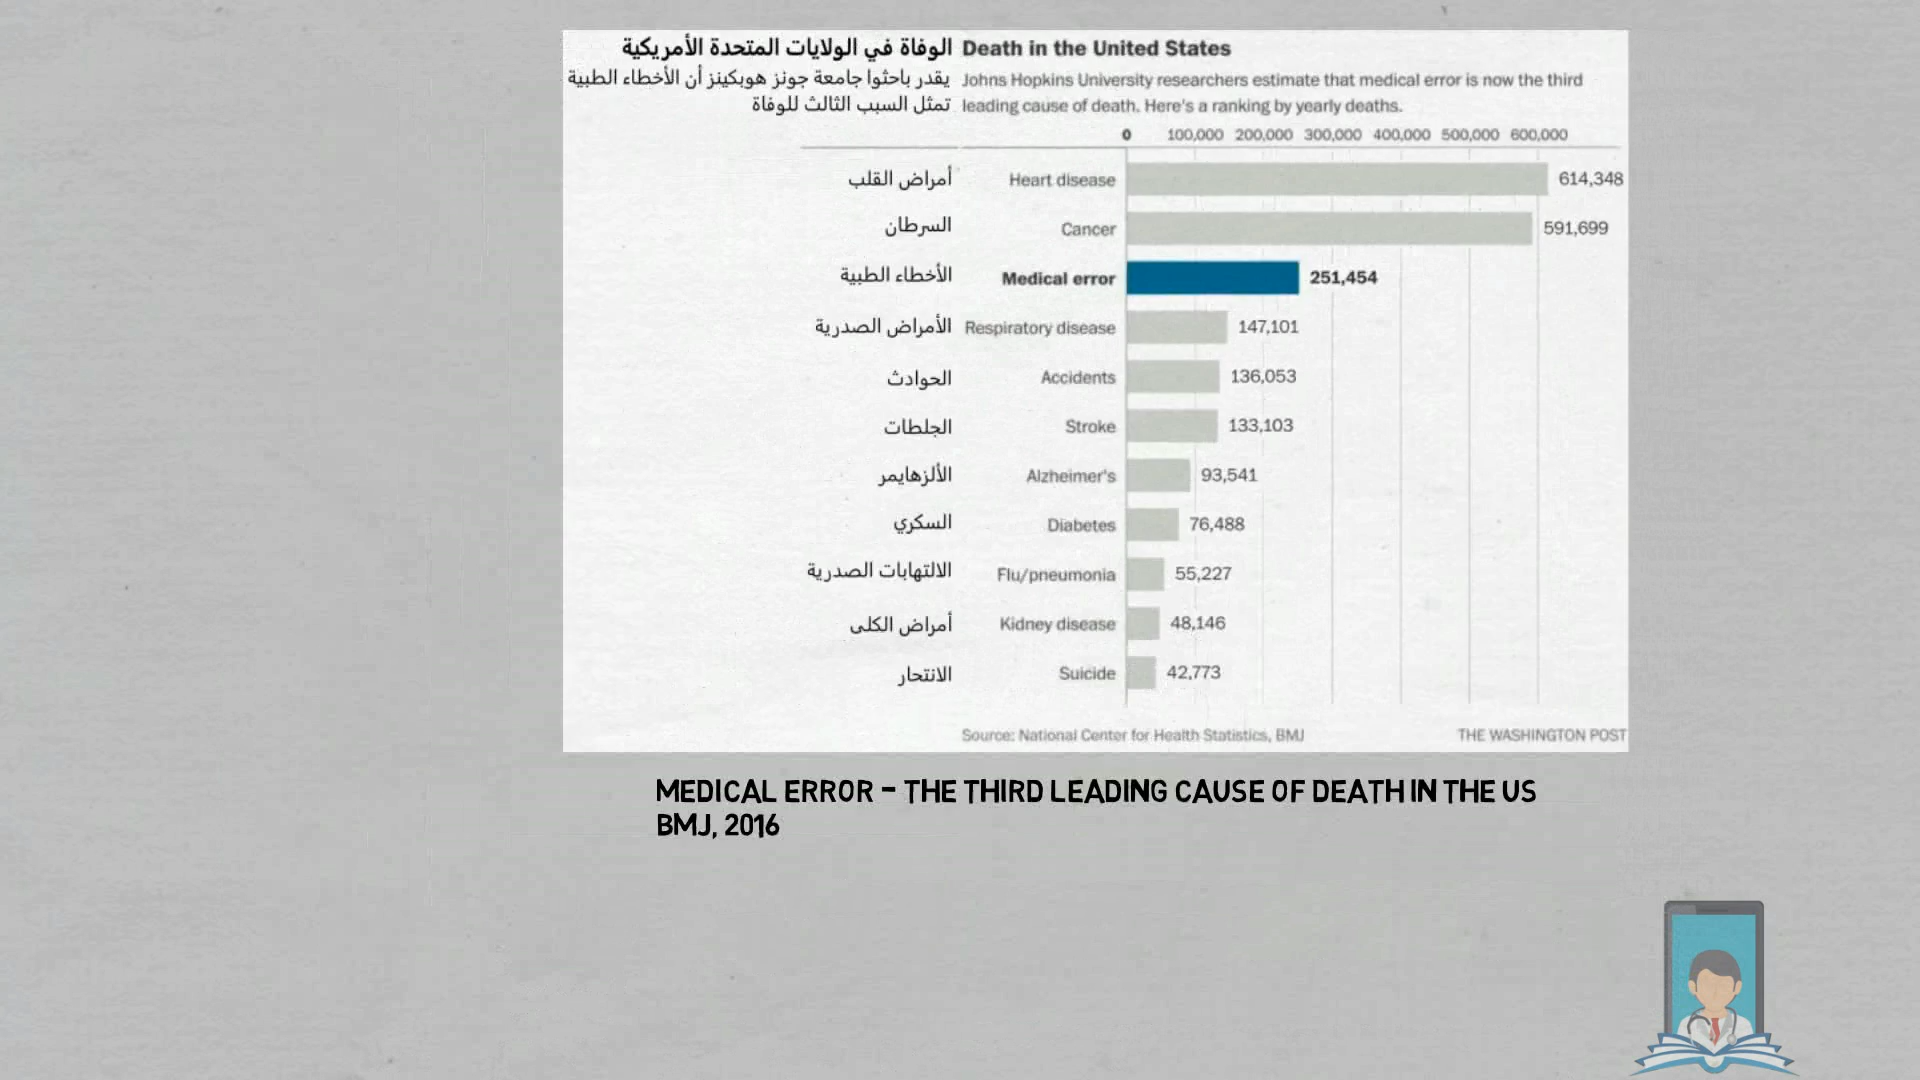 الوفاة في الولايات المتحدة الأمريكية Death in the United States
يقدر باحثوا جامعة جونز هوبكينز أن الأخطاء الطبية Johns Hopkins University researchers estimate that medical error is now the third
تمثل السبب الثالث للوفاة leading cause of death. Here's a ranking by yearly deaths.
0 100,000 200,000 300,000 400,000 500,000 600,000
أمراض القلب Heart disease 614,348
السرطان Cancer 591,699
الأخطاء الطبية Medical error 251,454
الأمراض الصدرية Respiratory disease 147,101
الحوادث Accidents 136,053
الجلطات Stroke 133,103
الألزهايمر Alzheimer's 93,541
السكري Diabetes 76,488
الالتهابات الصدرية Flu/pneumonia 55,227
أمراض الكلى Kidney disease 48,146
الانتحار Suicide 42,773
Source: National Center for Health Statistics, BMJ THE WASHINGTON POST
MEDICAL ERROR – THE THIRD LEADING CAUSE OF DEATH IN THE US
BMJ, 2016